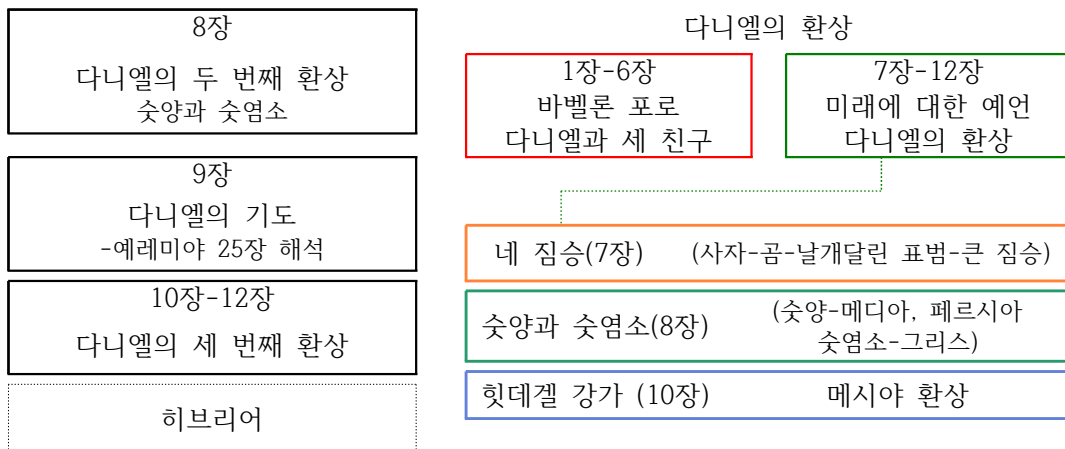 8장
다니엘의 두 번째 환상
숫양과 숫염소
9장
다니엘의 기도
-예레미야 25장 해석
10장-12장
다니엘의 세 번째 환상
히브리어
다니엘의 환상
1장-6장
바벨론 포로
다니엘과 세 친구
7장-12장
미래에 대한 예언
다니엘의 환상
네 짐승(7장) (사자-곰-날개달린 표범-큰 짐승)
숫양과 숫염소(8장)
(숫양-메디아, 페르시아
숫염소-그리스)
힛데겔 강가 (10장) 메시야 환상